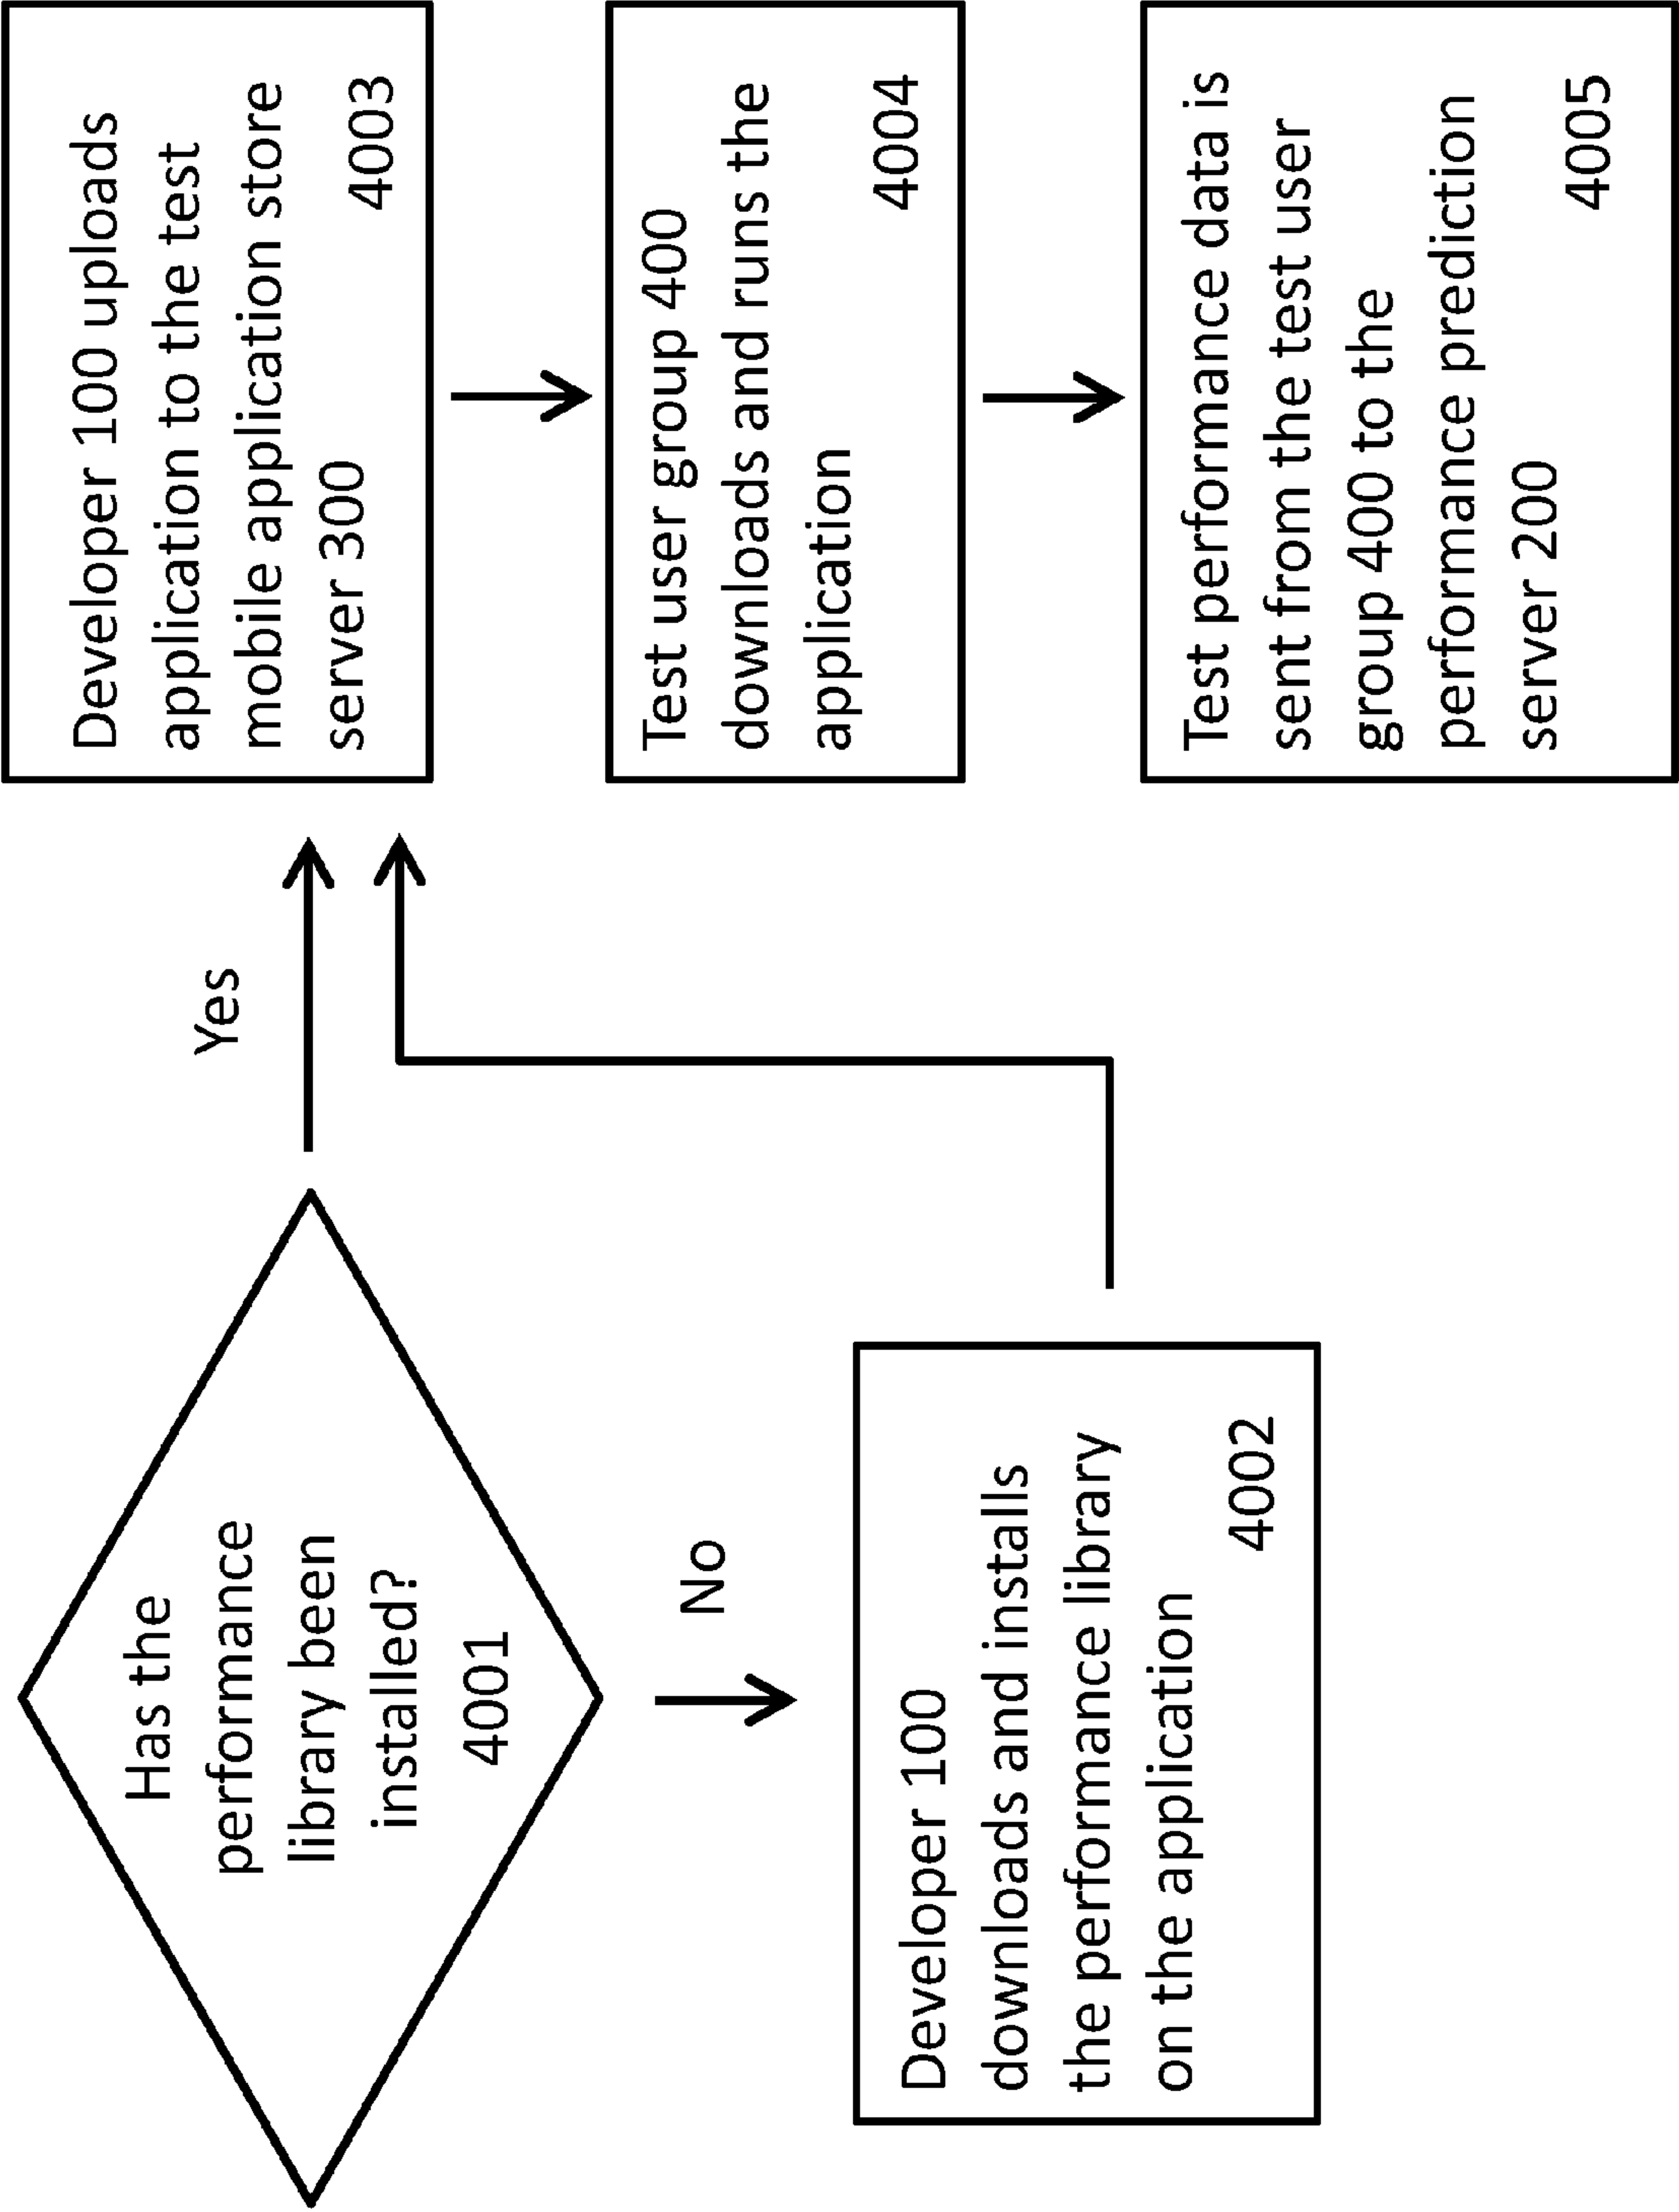 Has the
performance
library been
installed?
4001
Yes
No
Developer 100
downloads and installs
the performance library
on the application
4002
Developer 100 uploads
application to the test
mobile application store
server 300
4003
Test user group 400
downloads and runs the
application
4004
Test performance data is
sent from the test user
group 400 to the
performance prediction
server 200
4005